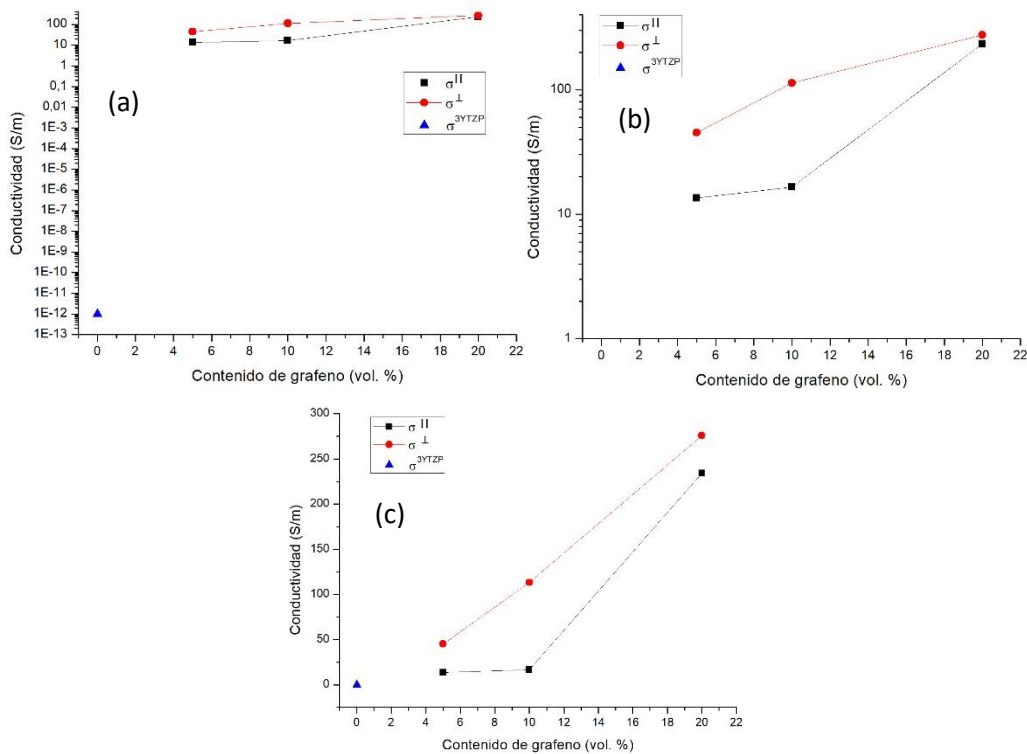 100
10
1
0,1
0,01
1E-3
1E-4
1E-5
1E-6
1E-7
1E-8
1E-9
1E-10
1E-11
1E-12
1E-13
Conductividad (S/m)
(a)
σ||
σ⊥
σ3YTZP
0 2 4 6 8 10 12 14 16 18 20 22
Contenido de grafeno (vol. %)
σ||
σ⊥
σ3YTZP
100
10
1
Conductividad (S/m)
(b)
0 2 4 6 8 10 12 14 16 18 20 22
Contenido de grafeno (vol. %)
300
250
200
150
100
50
0
Conductividad (S/m)
σ||
σ⊥
σ3YTZP
(c)
0 2 4 6 8 10 12 14 16 18 20 22
Contenido de grafeno (vol. %)